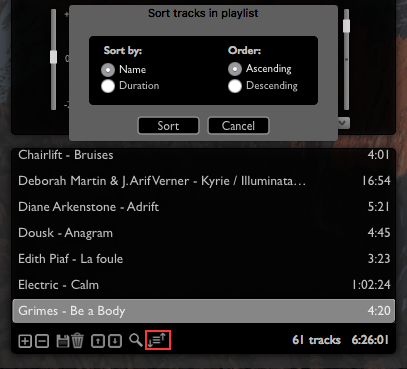 Sort tracks in playlist
Sort by:
Order:
Name
Ascending
Duration
Descending
Sort
Cancel
Chairlift - Bruises 4:01
Deborah Martin & J. Arif Verner - Kyrie / Illuminata... 16:54
Diane Arkenstone - Adrift 5:21
Dousk - Anagram 4:45
Edith Piaf - La foule 3:23
Electric - Calm 1:02:24
Grimes - Be a Body 4:20
61 tracks 6:26:01